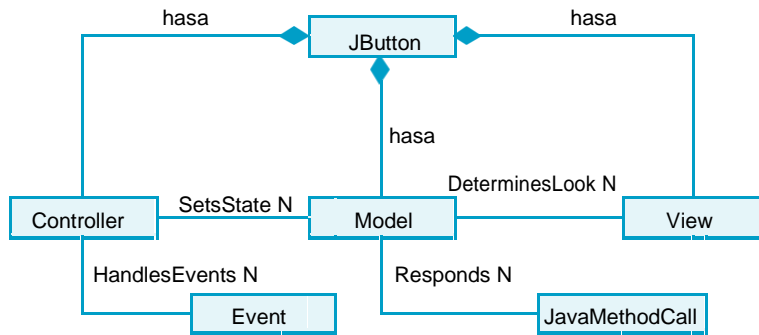 hasa
hasa
JButton
hasa
DeterminesLook N
SetsState N
Controller
Model
View
HandlesEvents N
Responds N
Event
JavaMethodCall